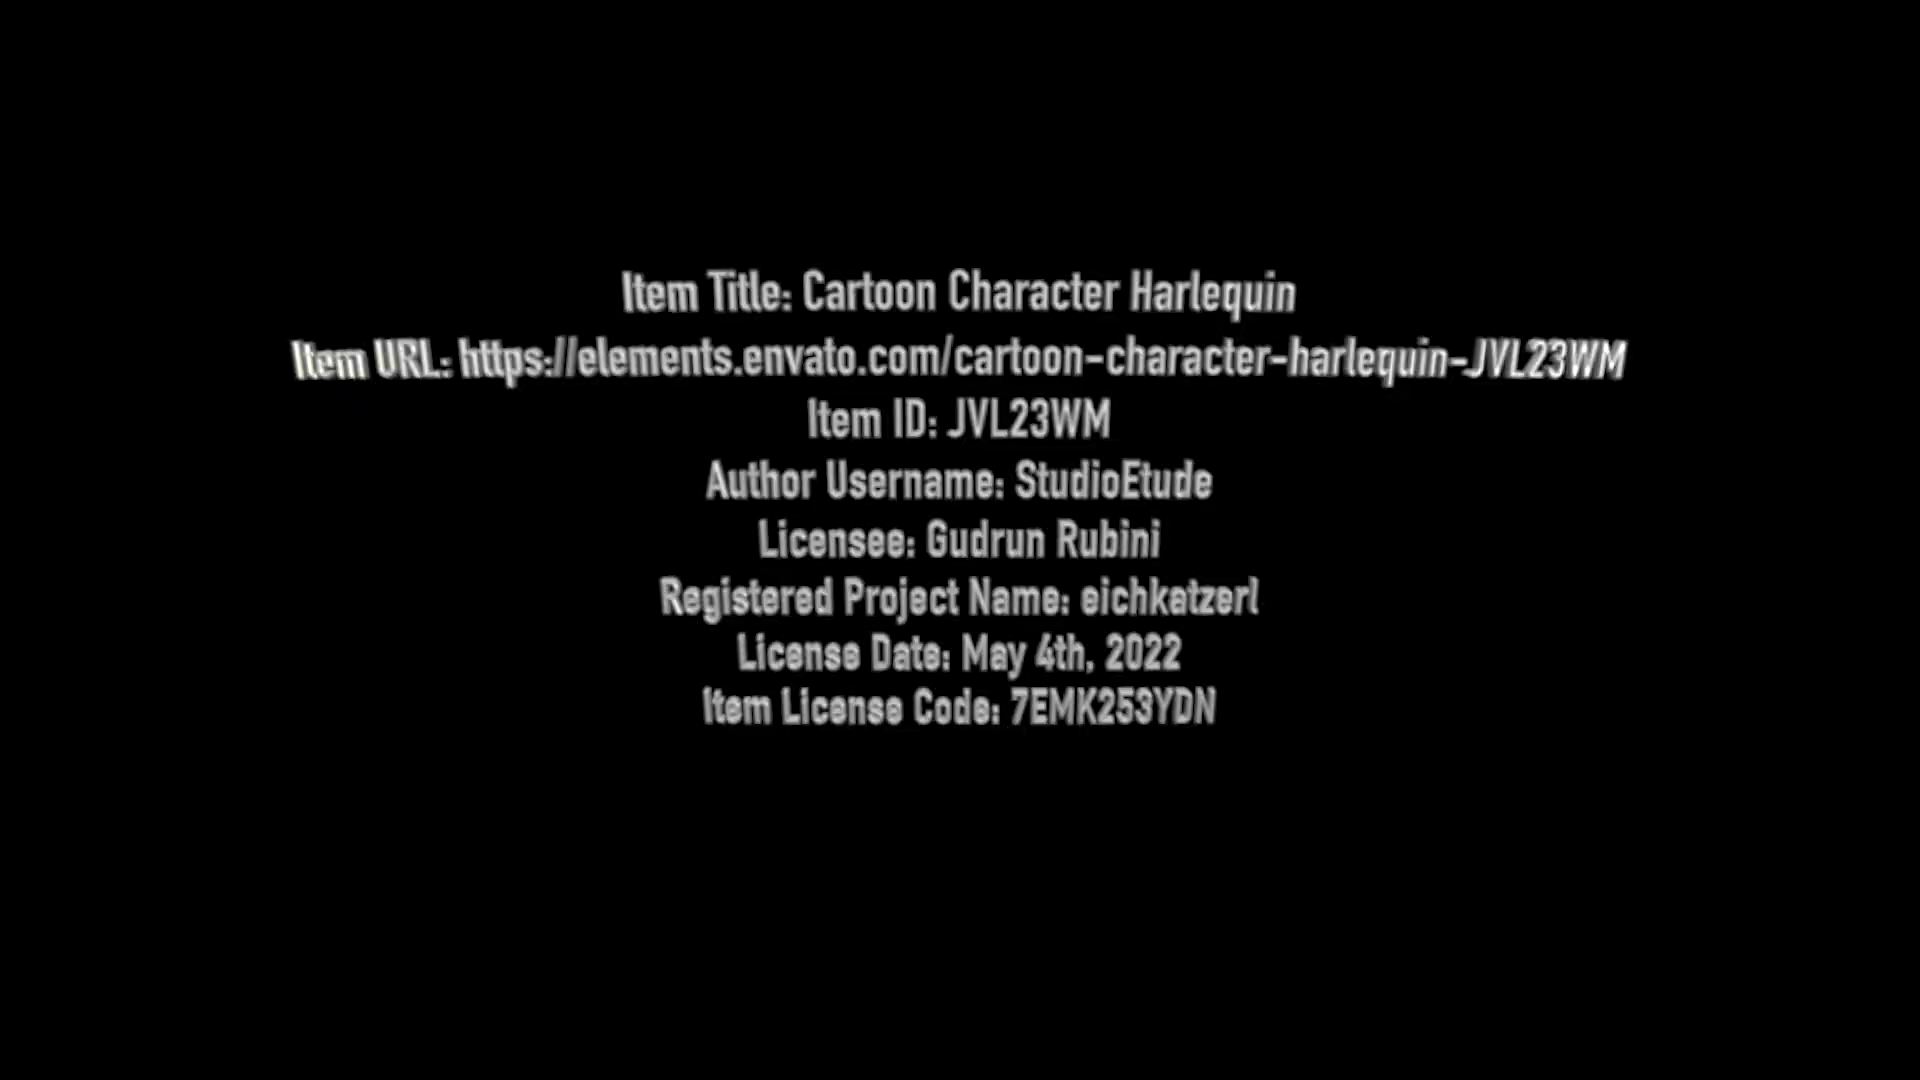 Item Title: Cartoon Character Harlequin
Item URL: https://elements.envato.com/cartoon-character-harlequin-JVL23WM
Item ID: JVL23WM
Author Username: StudioEtude
Licensee: Gudrun Rubini
Registered Project Name: eichkatzerl
License Date: May 4th, 2022
Item License Code: 7EMK253YDN